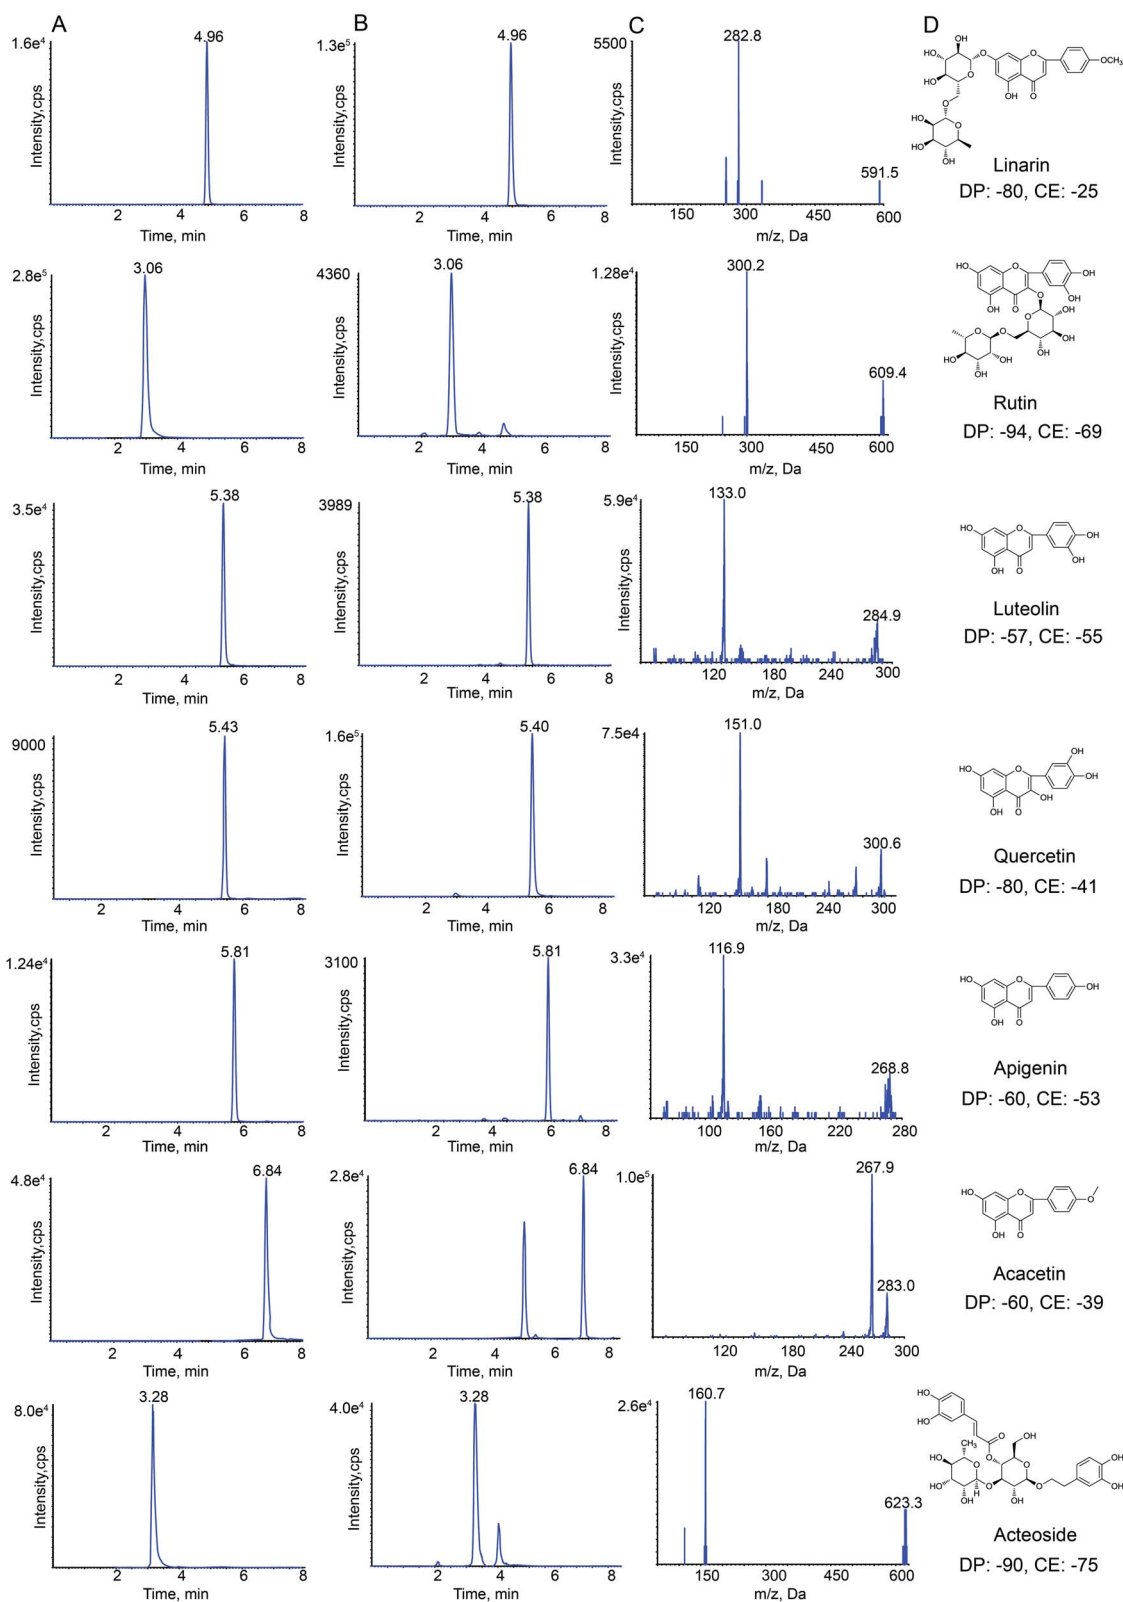 A
B
C
D
1.6e⁴
4.96
Intensity,cps
2
4
6
8
Time, min
1.3e⁵
4.96
Intensity,cps
2
4
6
8
Time, min
5500
282.8
591.5
Intensity,cps
150
300
450
600
m/z, Da
Linarin
DP: -80, CE: -25
2.8e⁵
3.06
Intensity,cps
2
4
6
8
Time, min
4360
3.06
Intensity,cps
2
4
6
8
Time, min
1.28e⁴
300.2
609.4
Intensity,cps
150
300
450
600
m/z, Da
Rutin
DP: -94, CE: -69
3.5e⁴
5.38
Intensity,cps
2
4
6
8
Time, min
3989
5.38
Intensity,cps
2
4
6
8
Time, min
5.9e⁴
133.0
284.9
Intensity,cps
120
180
240
300
m/z, Da
Luteolin
DP: -57, CE: -55
9000
5.43
Intensity,cps
2
4
6
8
Time, min
1.6e⁵
5.40
Intensity,cps
2
4
6
8
Time, min
7.5e4
151.0
300.6
120
180
240
300
m/z, Da
Quercetin
DP: -80, CE: -41
1.24e⁴
5.81
Intensity,cps
2
4
6
8
Time, min
3100
5.81
Intensity,cps
2
4
6
8
Time, min
3.3e⁴
116.9
268.8
100
160
220
280
m/z, Da
Apigenin
DP: -60, CE: -53
4.8e⁴
6.84
Intensity,cps
2
4
6
8
Time, min
2.8e⁴
6.84
Intensity,cps
2
4
6
8
Time, min
1.0e⁵
267.9
283.0
120
180
240
300
m/z, Da
Acacetin
DP: -60, CE: -39
8.0e⁴
3.28
Intensity,cps
2
4
6
8
Time, min
4.0e⁴
3.28
Intensity,cps
2
4
6
8
Time, min
2.6e⁴
160.7
623.3
150
300
450
600
m/z, Da
Acteoside
DP: -90, CE: -75